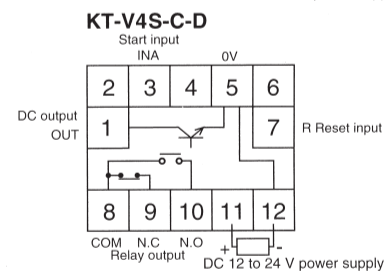 KT-V4S-C-D
Start input
INA
0V
2 3 4 5 6
DC output
OUT
1
7
R Reset input
8 9 10 11 12
COM N.C N.O
Relay output
+ -
DC 12 to 24 V power supply